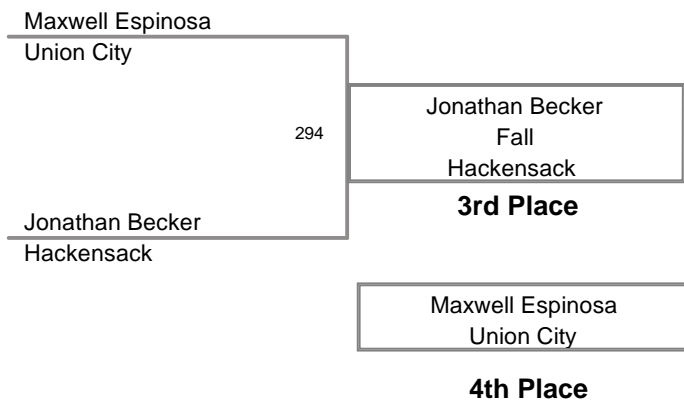 Maxwell Espinosa
Union City
294
Jonathan Becker
Fall
Hackensack
3rd Place
Jonathan Becker
Hackensack
Maxwell Espinosa
Union City
4th Place